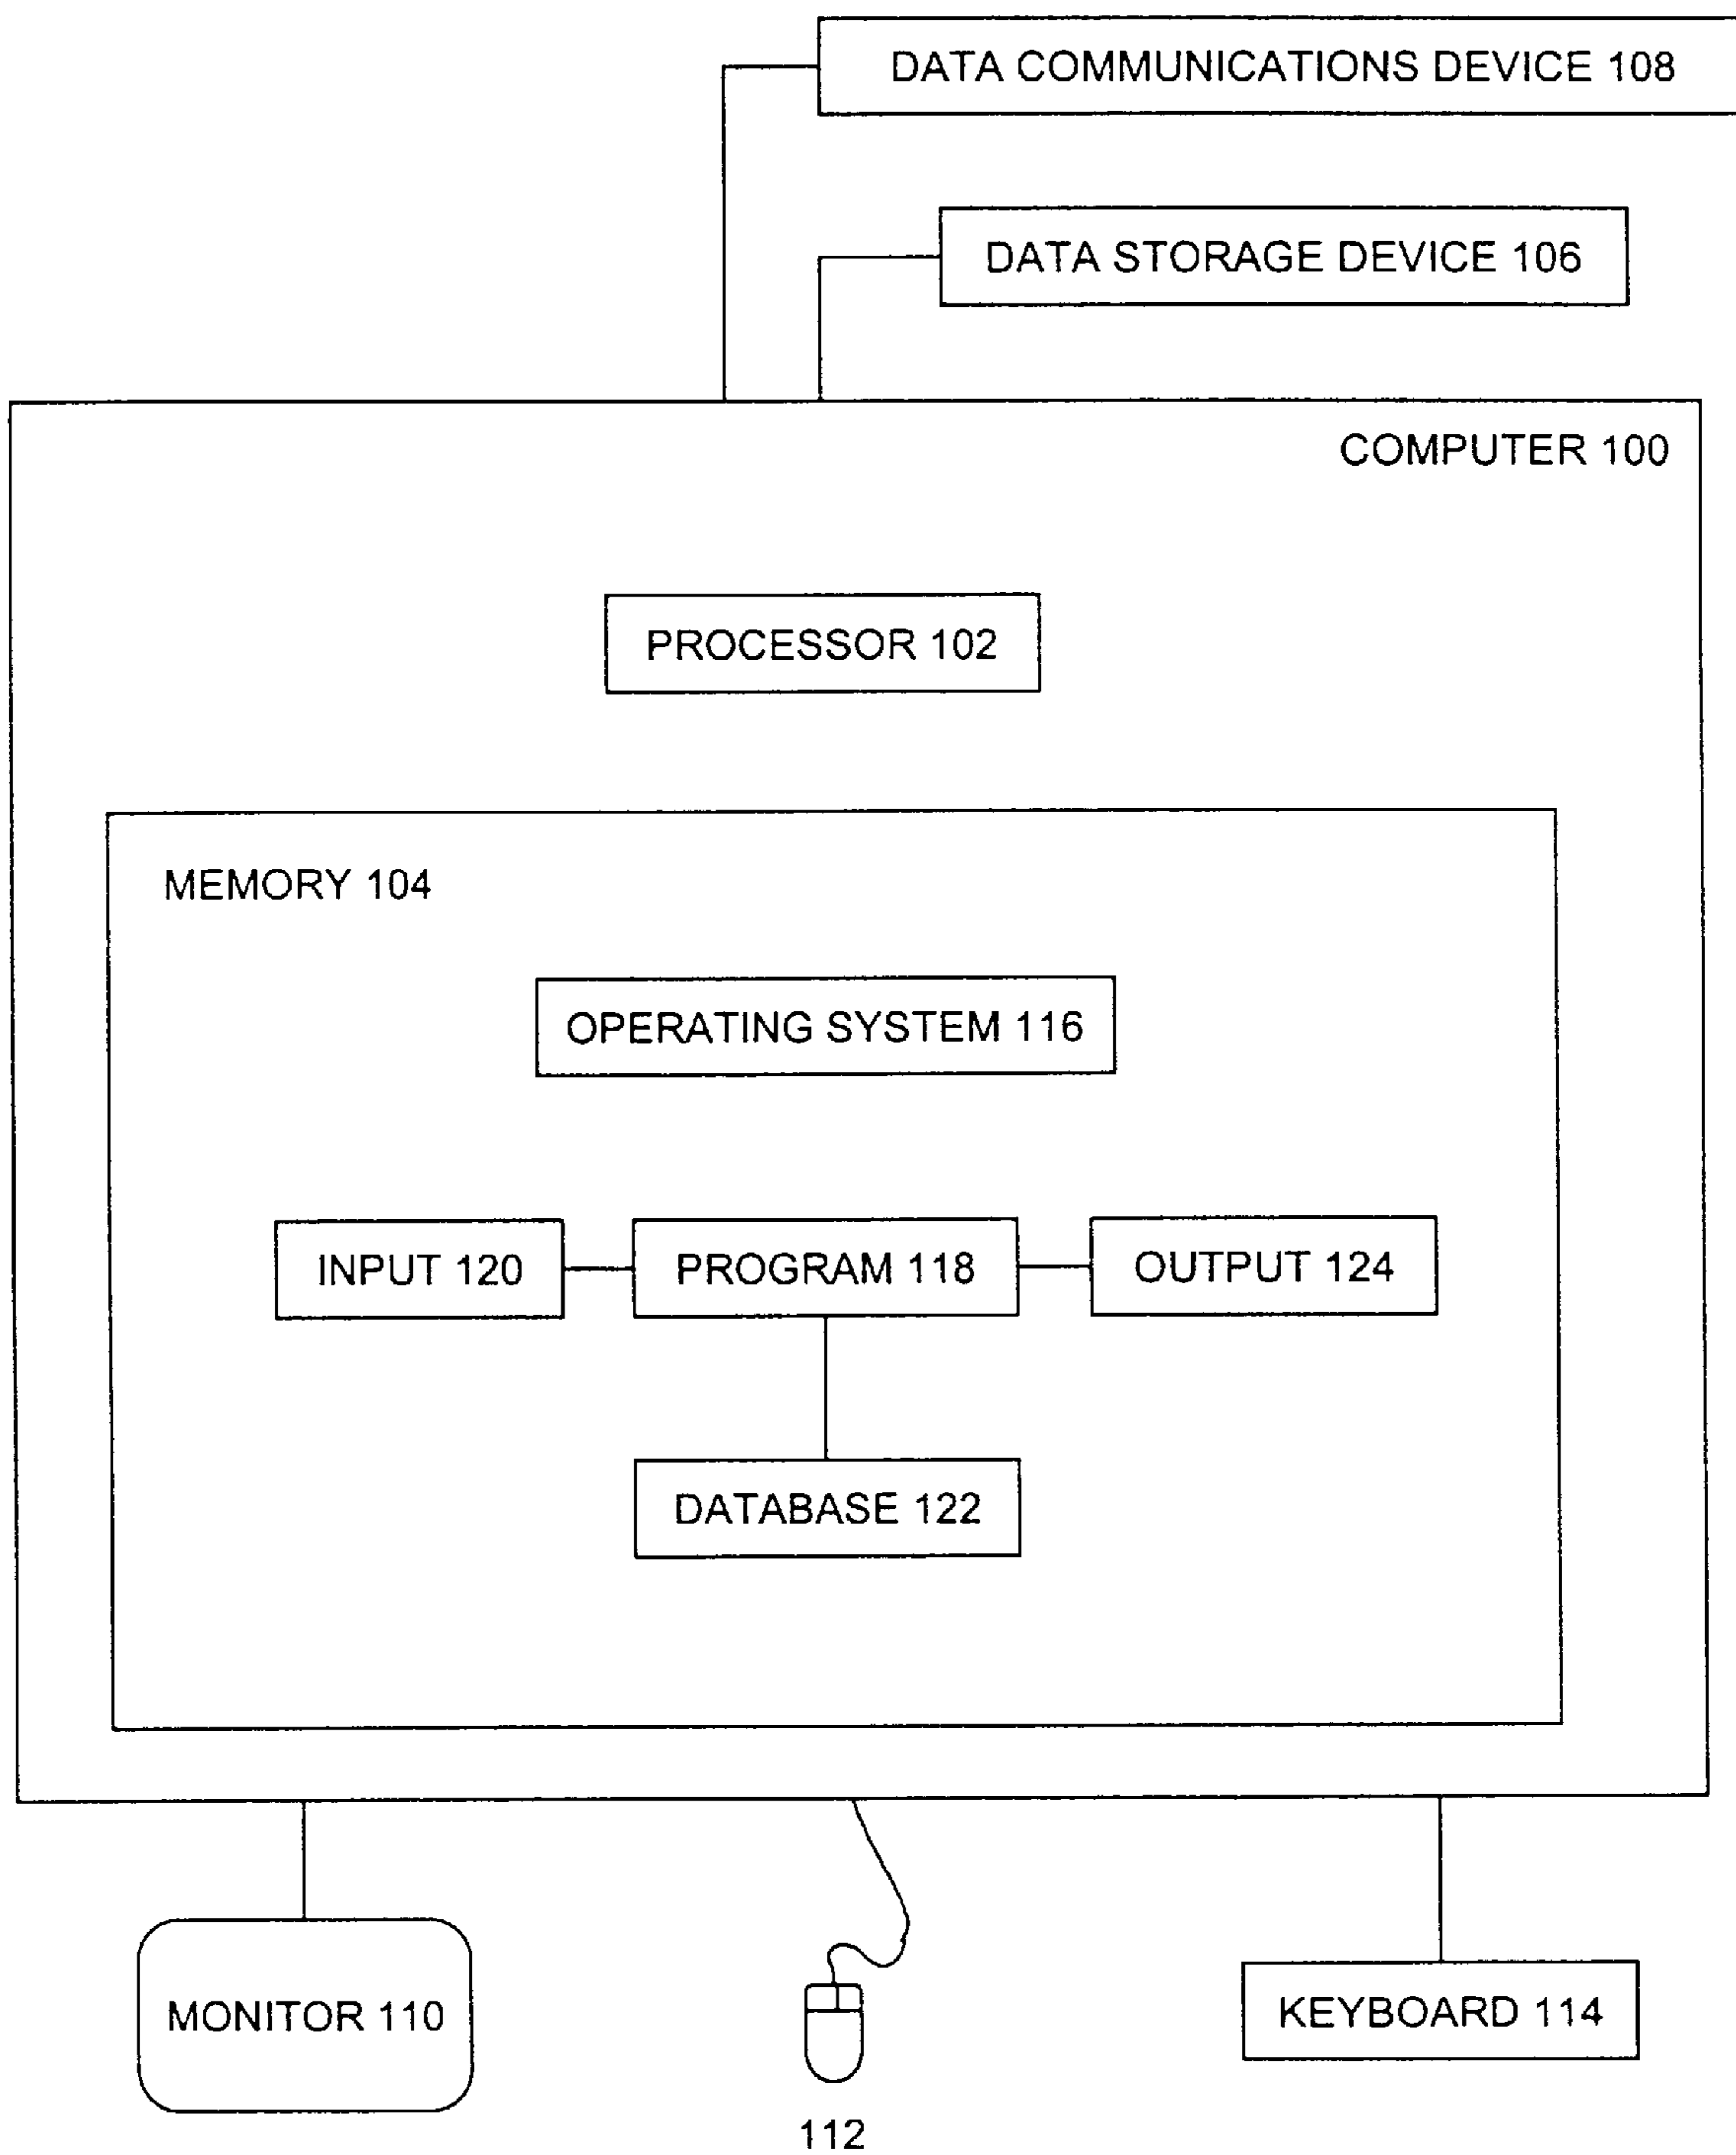 DATA COMMUNICATIONS DEVICE 108
DATA STORAGE DEVICE 106
COMPUTER 100
PROCESSOR 102
MEMORY 104
OPERATING SYSTEM 116
INPUT 120
PROGRAM 118
OUTPUT 124
DATABASE 122
MONITOR 110
KEYBOARD 114
112